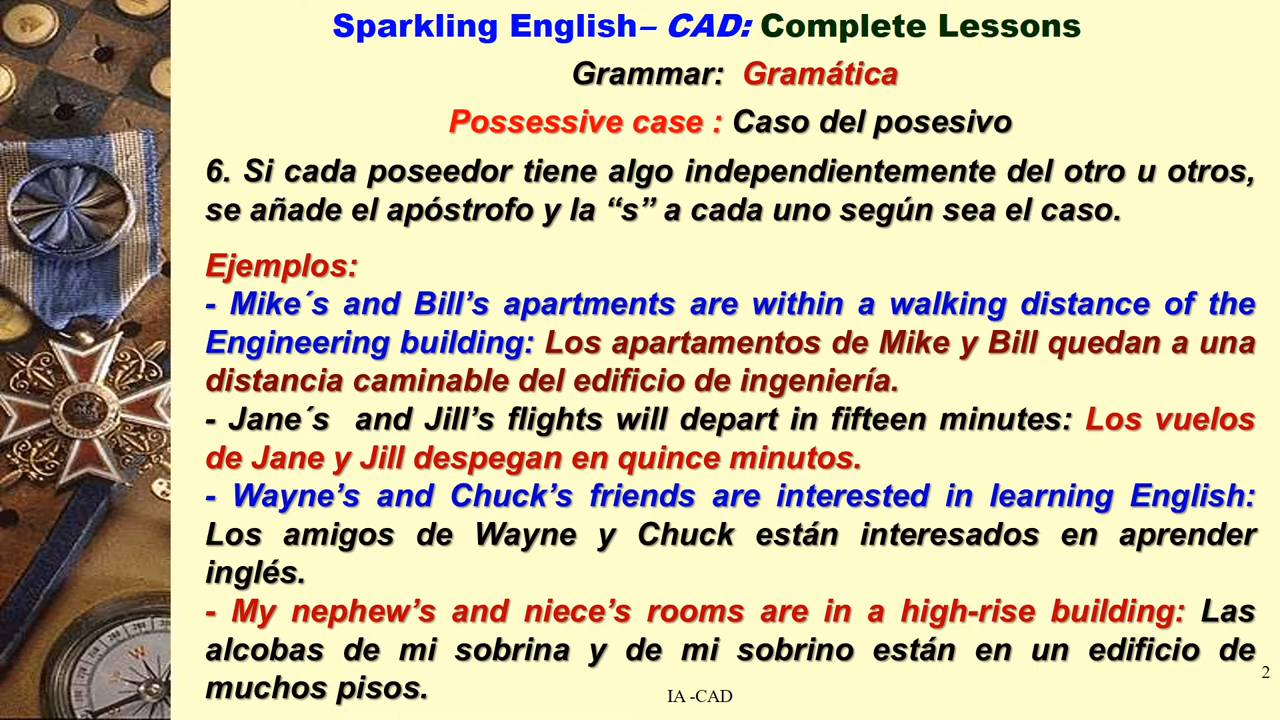 Sparkling English– CAD: Complete Lessons
Grammar: Gramática
Possessive case : Caso del posesivo
6. Si cada poseedor tiene algo independientemente del otro u otros,
se añade el apóstrofo y la “s” a cada uno según sea el caso.
Ejemplos:
- Mike´s and Bill’s apartments are within a walking distance of the
Engineering building: Los apartamentos de Mike y Bill quedan a una
distancia caminable del edificio de ingeniería.
- Jane´s and Jill’s flights will depart in fifteen minutes: Los vuelos
de Jane y Jill despegan en quince minutos.
- Wayne’s and Chuck’s friends are interested in learning English:
Los amigos de Wayne y Chuck están interesados en aprender
inglés.
- My nephew’s and niece’s rooms are in a high-rise building: Las
alcobas de mi sobrina y de mi sobrino están en un edificio de
muchos pisos.
2
IA -CAD